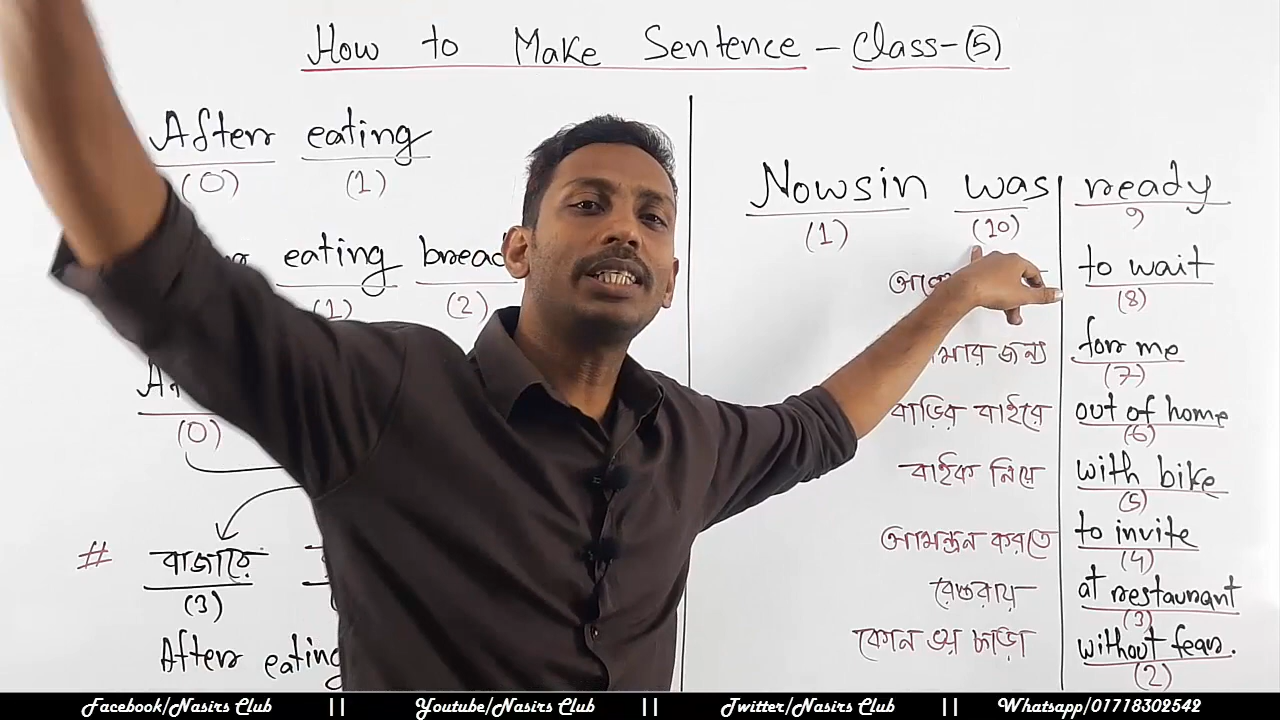 How to Make Sentence - Class-(5)
After eating
(0) (1)
eating bread
(1) (2)
(0)
# বাজারে
(3)
After eating
Nowsin was ready
(1) (10) 9
to wait
(8)
জন্য for me
(7)
বাড়ির বাইরে out of home
(6)
বাইক নিয়ে with bike
(5)
আমন্ত্রন করতে to invite
(4)
রেস্তরায় at restaurant
(3)
কোন ভয় ছাড়া without fear.
(2)
Facebook/Nasirs Club || Youtube/Nasirs Club || Twitter/Nasirs Club || Whatsapp/01718302542